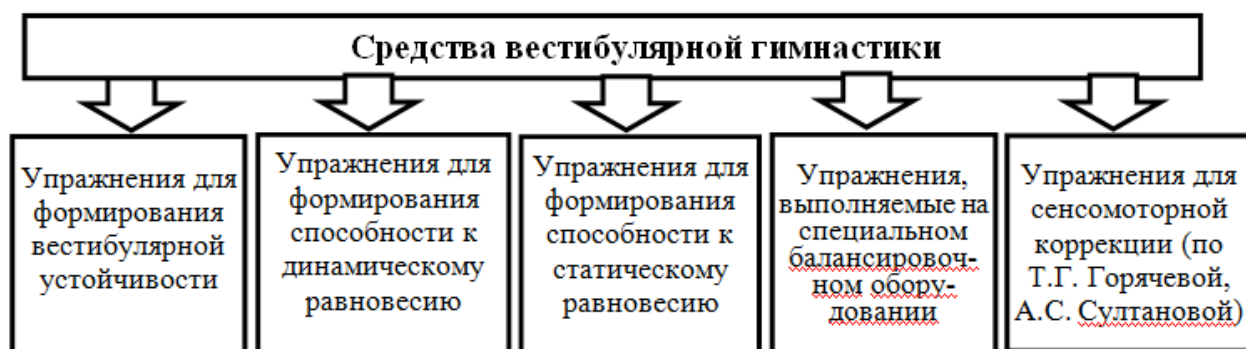 Средства вестибулярной гимнастики
Упражнения для
формирования
вестибулярной
устойчивости
Упражнения для
формирования
способности к
динамическому
равновесию
Упражнения для
формирования
способности к
статическому
равновесию
Упражнения,
выполняемые на
специальном
балансировоч-
ном обору-
довании
Упражнения для
сенсомоторной
коррекции (по
Т.Г. Горячевой,
А.С. Султановой)